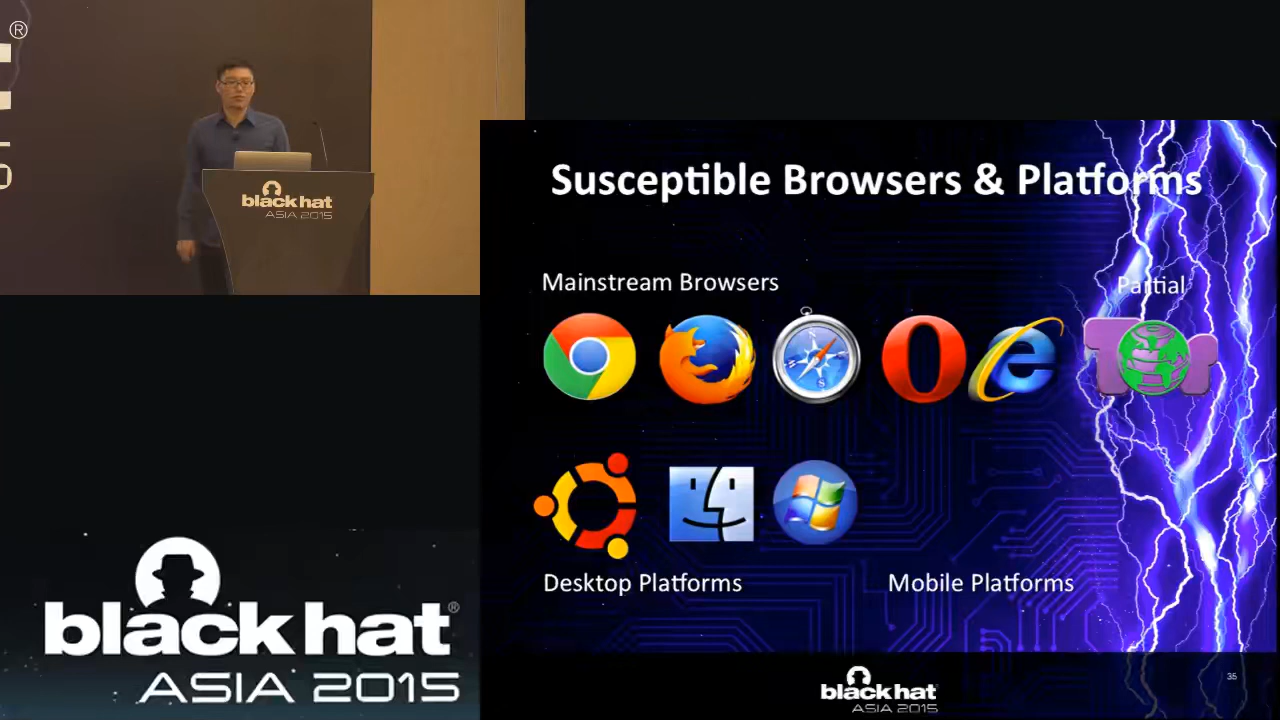 ®
black hat
ASIA 2015
Susceptible Browsers & Platforms
Mainstream Browsers
Partial
Tor
Desktop Platforms
Mobile Platforms
black hat®
ASIA 2015
black hat
ASIA 2015
35